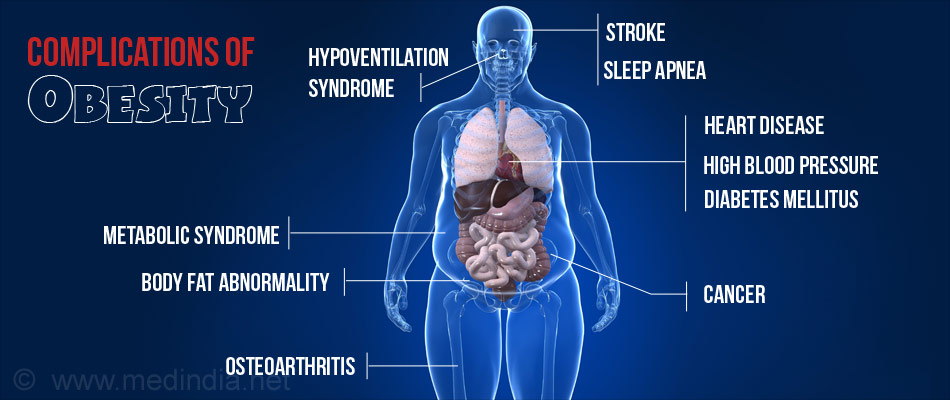 COMPLICATIONS OF
OBESITY
HYPOVENTILATION
SYNDROME
STROKE
SLEEP APNEA
HEART DISEASE
HIGH BLOOD PRESSURE
DIABETES MELLITUS
METABOLIC SYNDROME
BODY FAT ABNORMALITY
CANCER
OSTEOARTHRITIS
© www.medindia.net